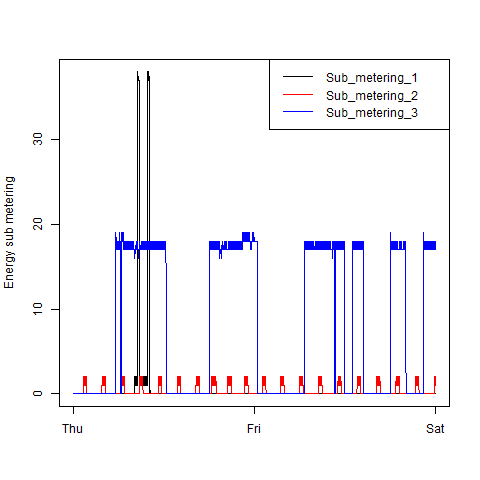 Sub_metering_1
Sub_metering_2
Sub_metering_3
Energy sub metering
30
20
10
0
Thu
Fri
Sat